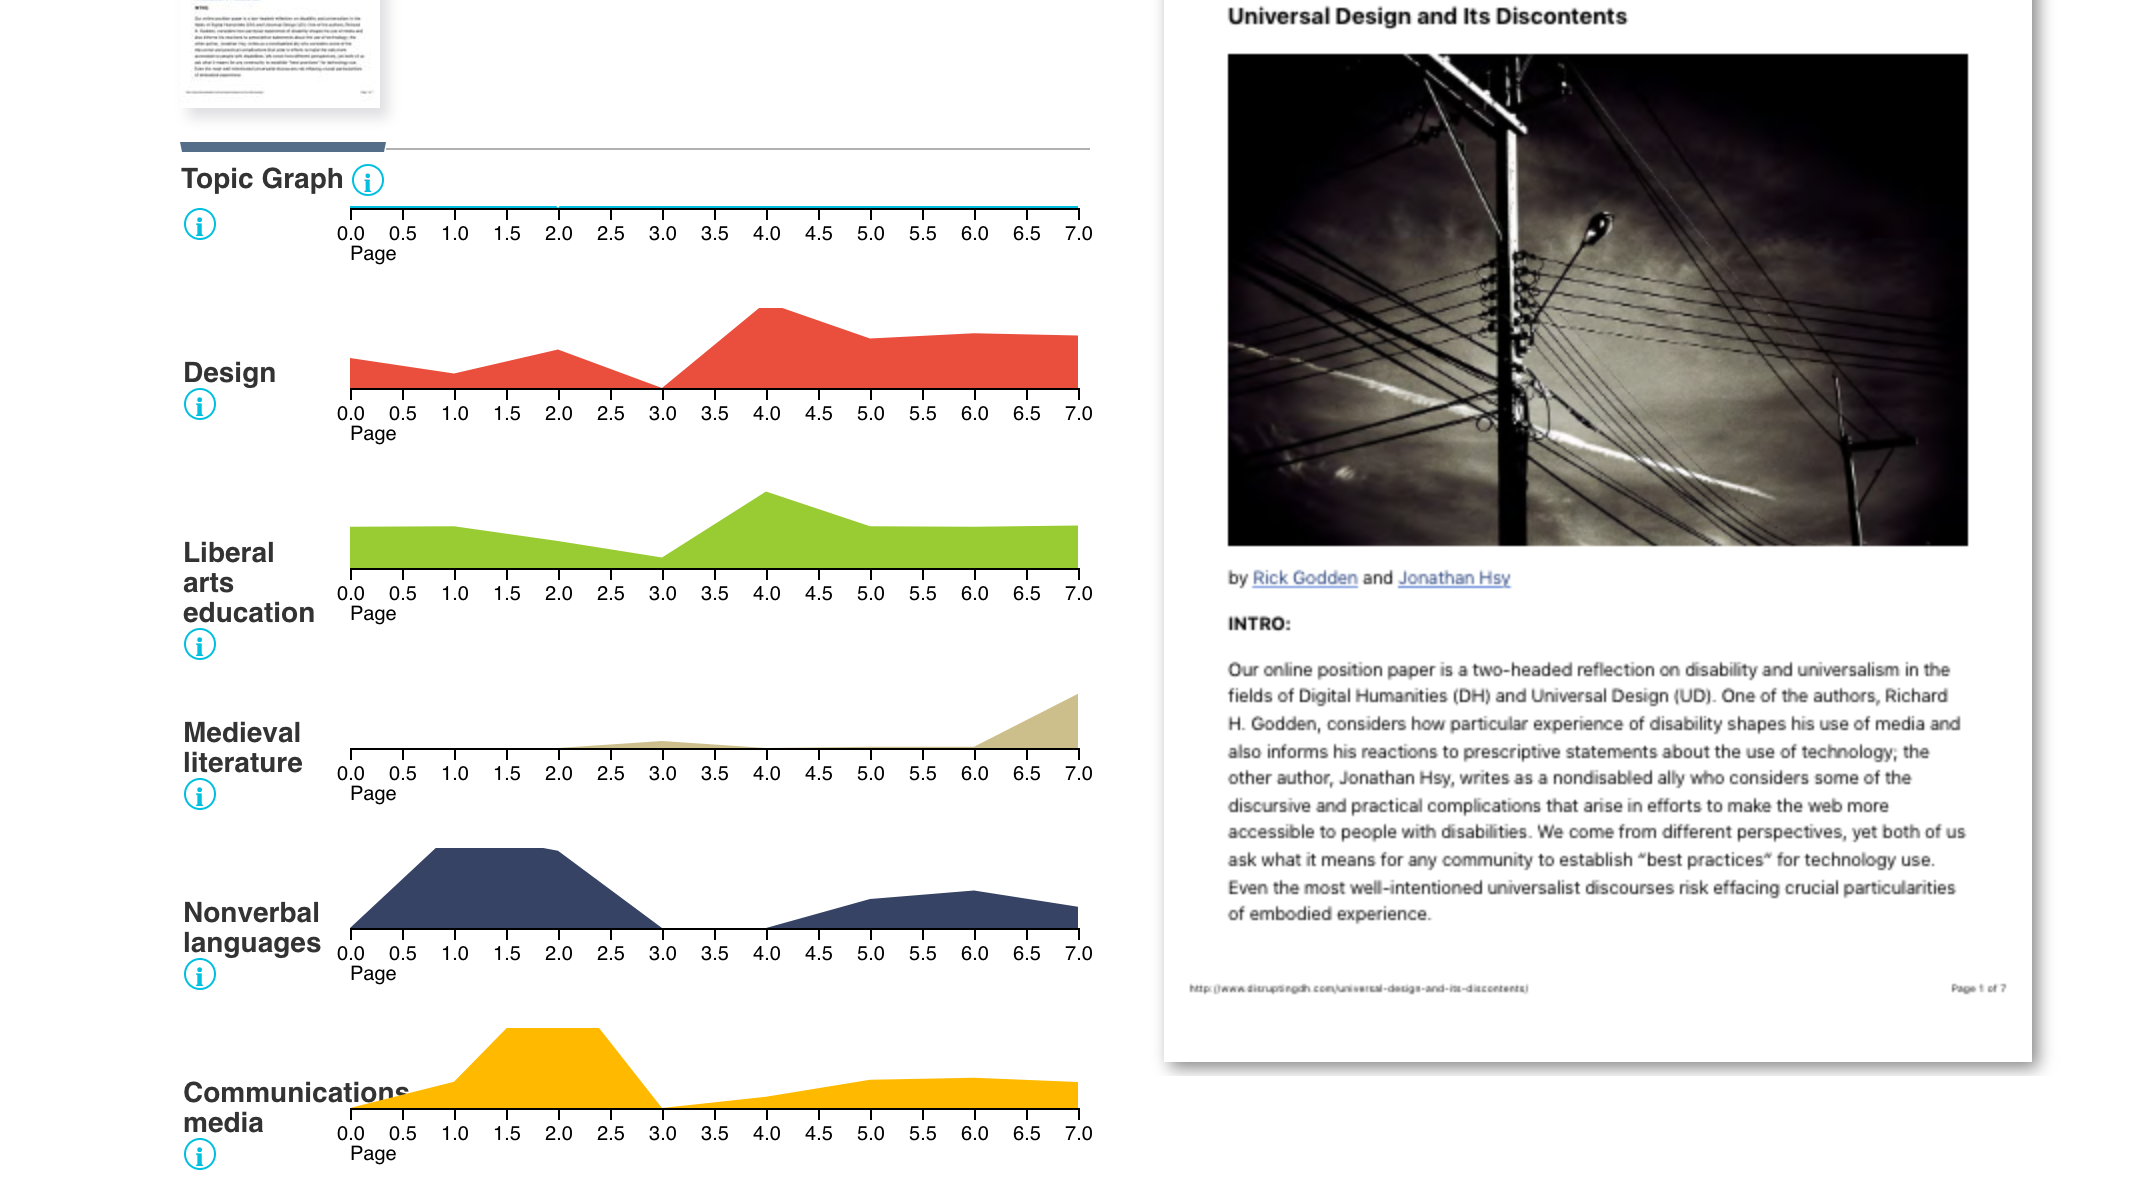 INTRO:
Topic Graph i
i
0.0 0.5 1.0 1.5 2.0 2.5 3.0 3.5 4.0 4.5 5.0 5.5 6.0 6.5 7.0
Page
Design
i
0.0 0.5 1.0 1.5 2.0 2.5 3.0 3.5 4.0 4.5 5.0 5.5 6.0 6.5 7.0
Page
Liberal
arts
education
i
0.0 0.5 1.0 1.5 2.0 2.5 3.0 3.5 4.0 4.5 5.0 5.5 6.0 6.5 7.0
Page
Medieval
literature
i
0.0 0.5 1.0 1.5 2.0 2.5 3.0 3.5 4.0 4.5 5.0 5.5 6.0 6.5 7.0
Page
Nonverbal
languages
i
0.0 0.5 1.0 1.5 2.0 2.5 3.0 3.5 4.0 4.5 5.0 5.5 6.0 6.5 7.0
Page
Communications
media
i
0.0 0.5 1.0 1.5 2.0 2.5 3.0 3.5 4.0 4.5 5.0 5.5 6.0 6.5 7.0
Page
Universal Design and Its Discontents
by Rick Godden and Jonathan Hsy
INTRO:
Our online position paper is a two-headed reflection on disability and universalism in the
fields of Digital Humanities (DH) and Universal Design (UD). One of the authors, Richard
H. Godden, considers how particular experience of disability shapes his use of media and
also informs his reactions to prescriptive statements about the use of technology; the
other author, Jonathan Hsy, writes as a nondisabled ally who considers some of the
discursive and practical complications that arise in efforts to make the web more
accessible to people with disabilities. We come from different perspectives, yet both of us
ask what it means for any community to establish “best practices” for technology use.
Even the most well-intentioned universalist discourses risk effacing crucial particularities
of embodied experience.
http://www.disruptingdh.com/universal-design-and-its-discontents/ Page 1 of 7